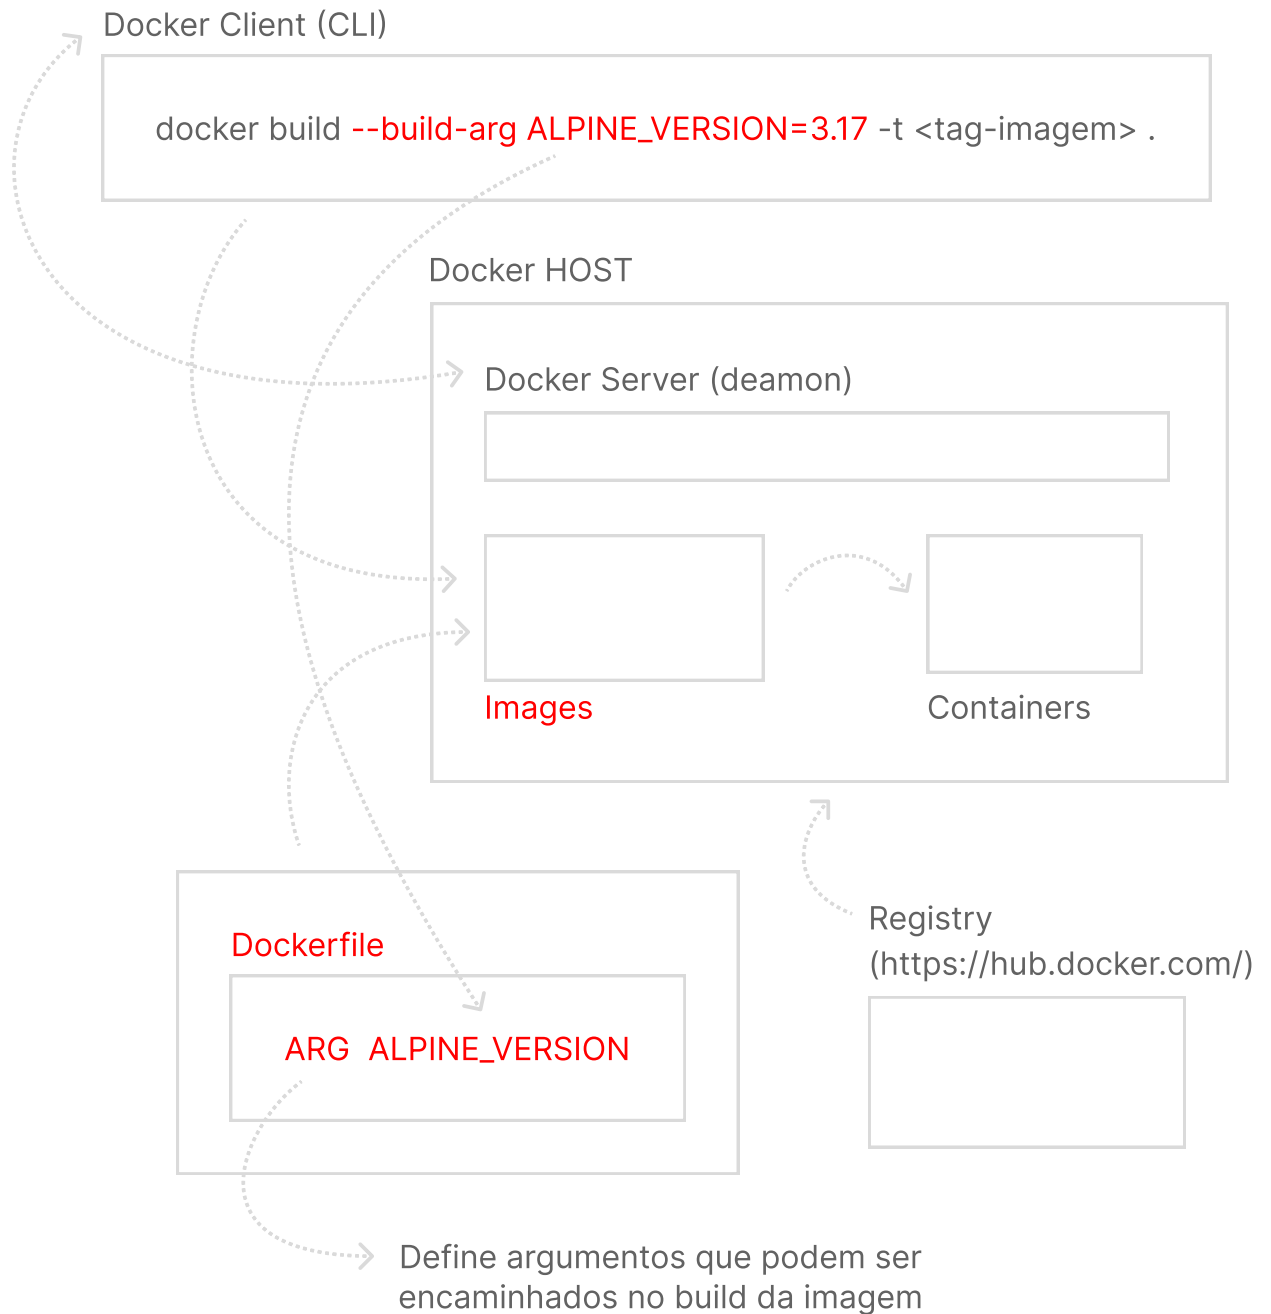 Docker Client (CLI)
docker build --build-arg ALPINE_VERSION=3.17 -t <tag-imagem> .
Docker HOST
Docker Server (deamon)
Images
Containers
Dockerfile
ARG ALPINE_VERSION
Registry
(https://hub.docker.com/)
Define argumentos que podem ser
encaminhados no build da imagem